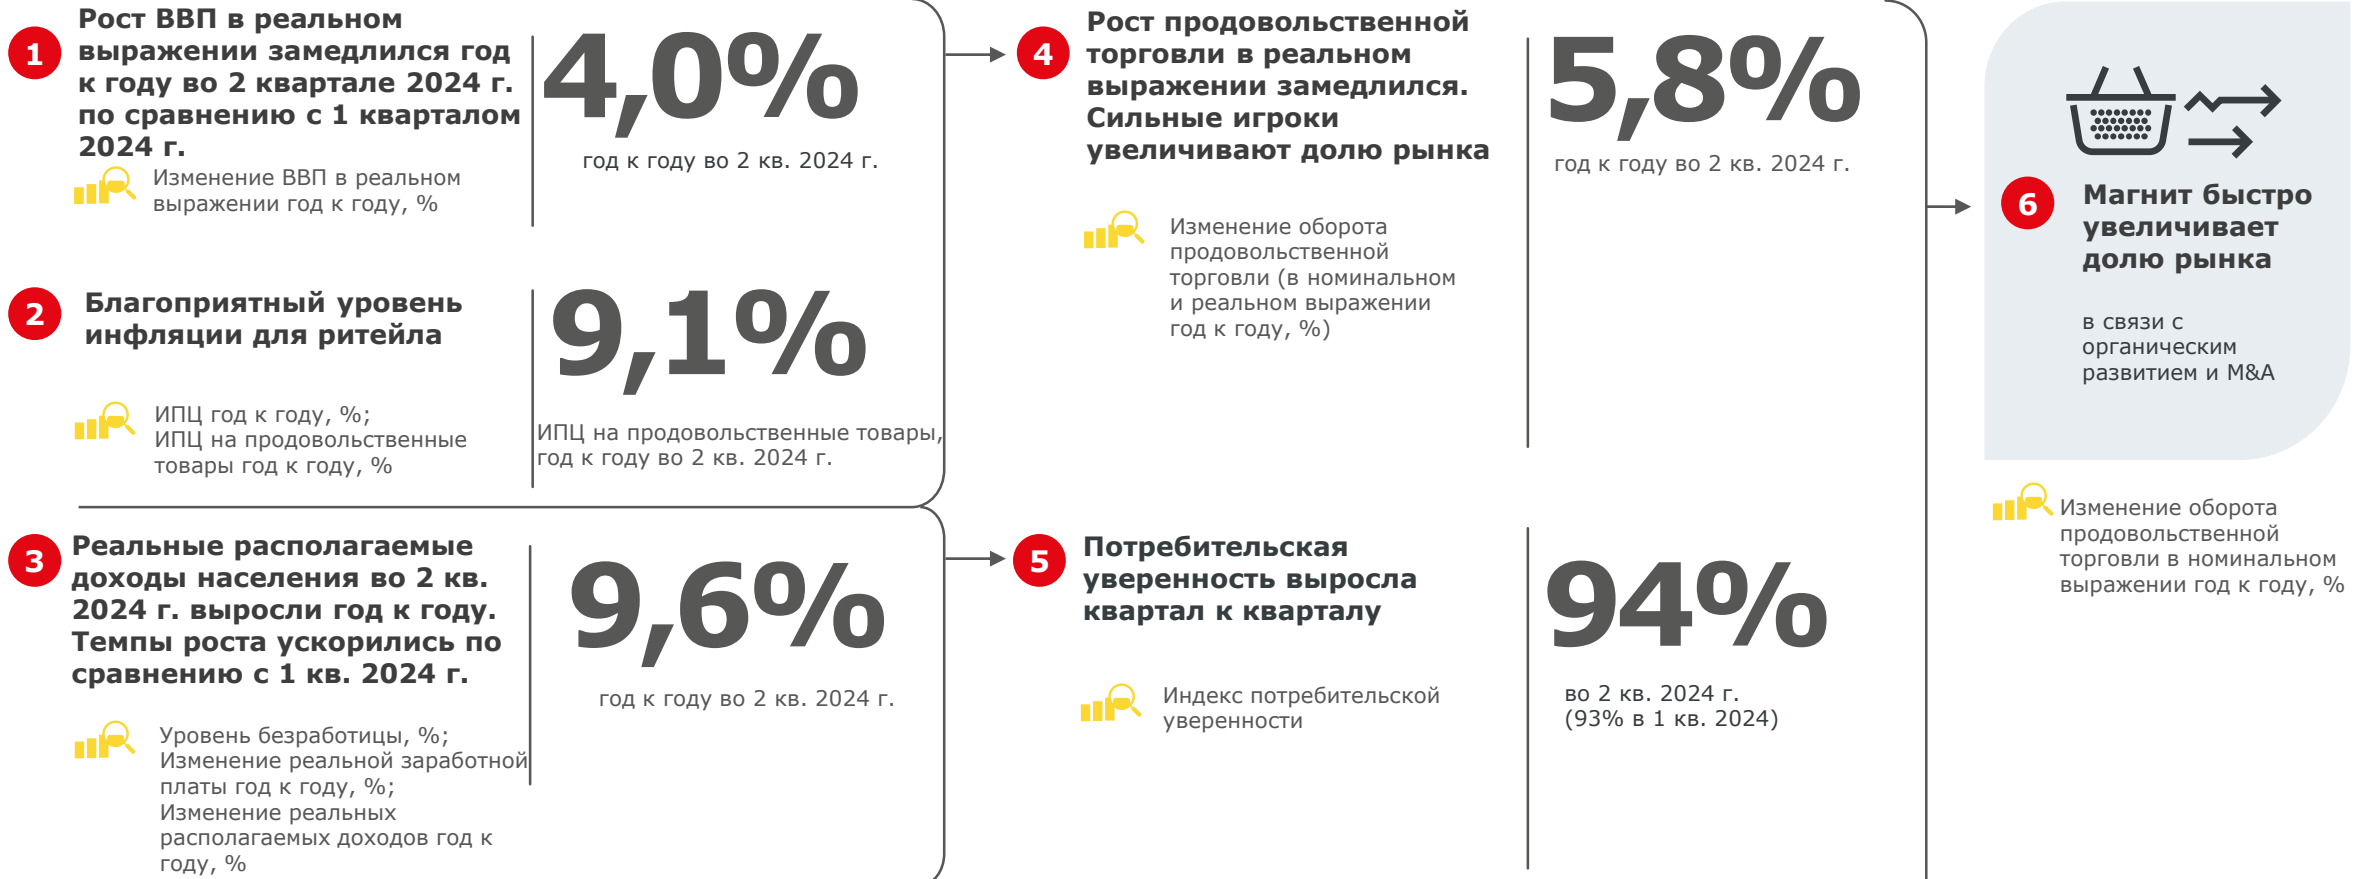 1
Рост ВВП в реальном
выражении замедлился год
к году во 2 квартале 2024 г.
по сравнению с 1 кварталом
2024 г.
Изменение ВВП в реальном
выражении год к году, %
4,0%
год к году во 2 кв. 2024 г.
2
Благоприятный уровень
инфляции для ритейла
ИПЦ год к году, %;
ИПЦ на продовольственные
товары год к году, %
9,1%
ИПЦ на продовольственные товары,
год к году во 2 кв. 2024 г.
3
Реальные располагаемые
доходы населения во 2 кв.
2024 г. выросли год к году.
Темпы роста ускорились по
сравнению с 1 кв. 2024 г.
Уровень безработицы, %;
Изменение реальной заработной
платы год к году, %;
Изменение реальных
располагаемых доходов год к
году, %
9,6%
год к году во 2 кв. 2024 г.
4
Рост продовольственной
торговли в реальном
выражении замедлился.
Сильные игроки
увеличивают долю рынка
Изменение оборота
продовольственной
торговли (в номинальном
и реальном выражении
год к году, %)
5,8%
год к году во 2 кв. 2024 г.
5
Потребительская
уверенность выросла
квартал к кварталу
Индекс потребительской
уверенности
94%
во 2 кв. 2024 г.
(93% в 1 кв. 2024)
6
Магнит быстро
увеличивает
долю рынка
в связи с
органическим
развитием и M&A
Изменение оборота
продовольственной
торговли в номинальном
выражении год к году, %